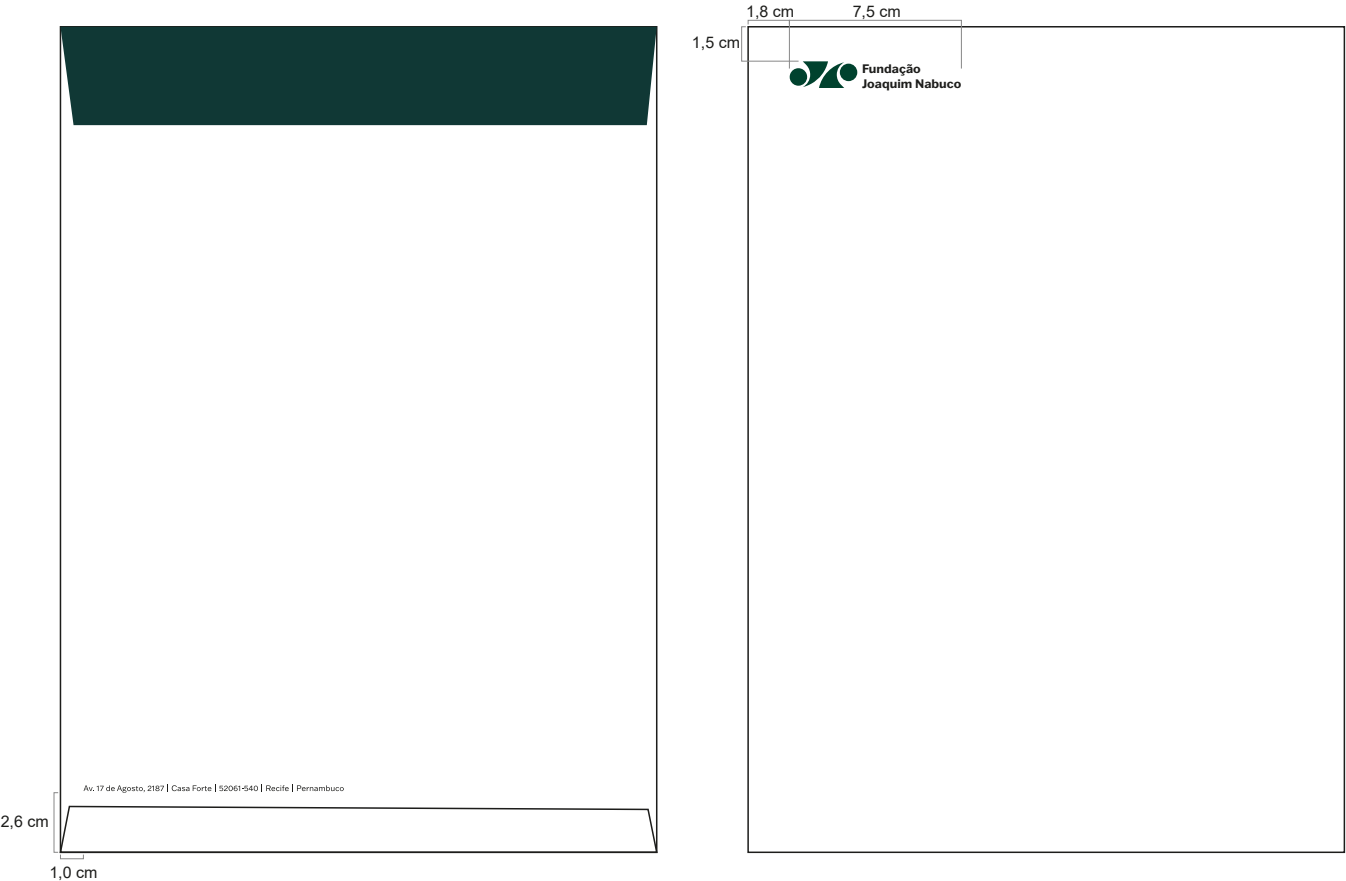 1,8 cm
7,5 cm
1,5 cm
Fundação
Joaquim Nabuco
Av. 17 de Agosto, 2187 | Casa Forte | 52061-540 | Recife | Pernambuco
2,6 cm
1,0 cm